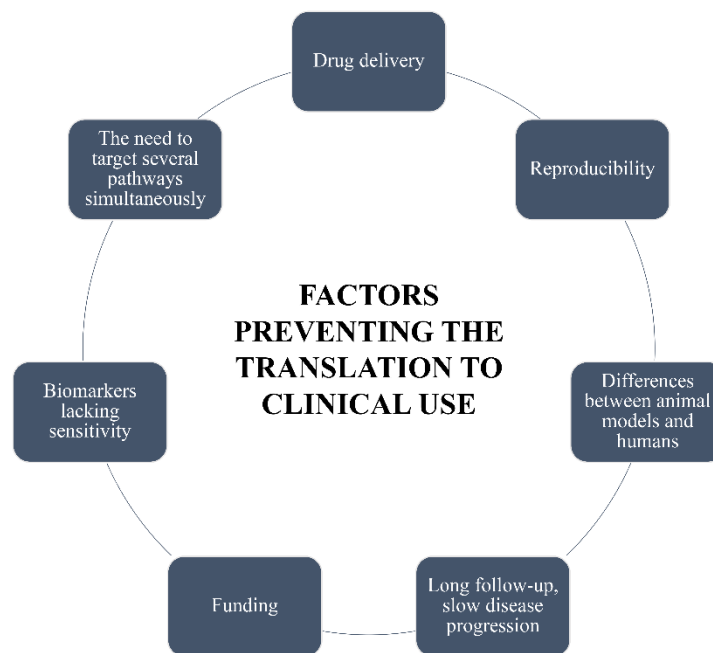 Drug delivery
Reproducibility
Differences
between animal
models and
humans
Long follow-up,
slow disease
progression
Funding
Biomarkers
lacking
sensitivity
The need to
target several
pathways
simultaneously
FACTORS
PREVENTING THE
TRANSLATION TO
CLINICAL USE